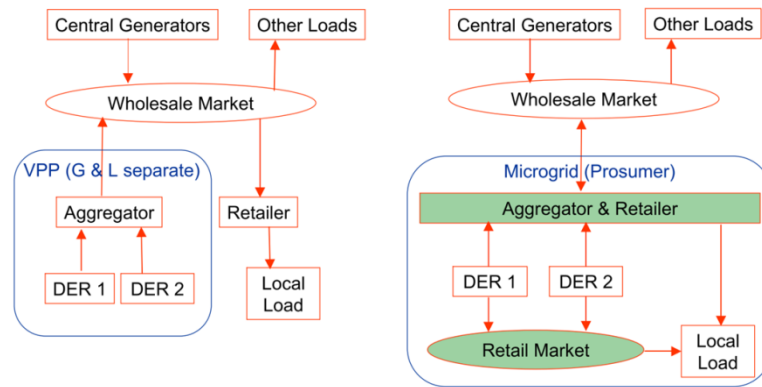 Central Generators
Other Loads
Wholesale Market
VPP (G & L separate)
Aggregator
Retailer
DER 1
DER 2
Local
Load
Central Generators
Other Loads
Wholesale Market
Microgrid (Prosumer)
Aggregator & Retailer
DER 1
DER 2
Retail Market
Local
Load